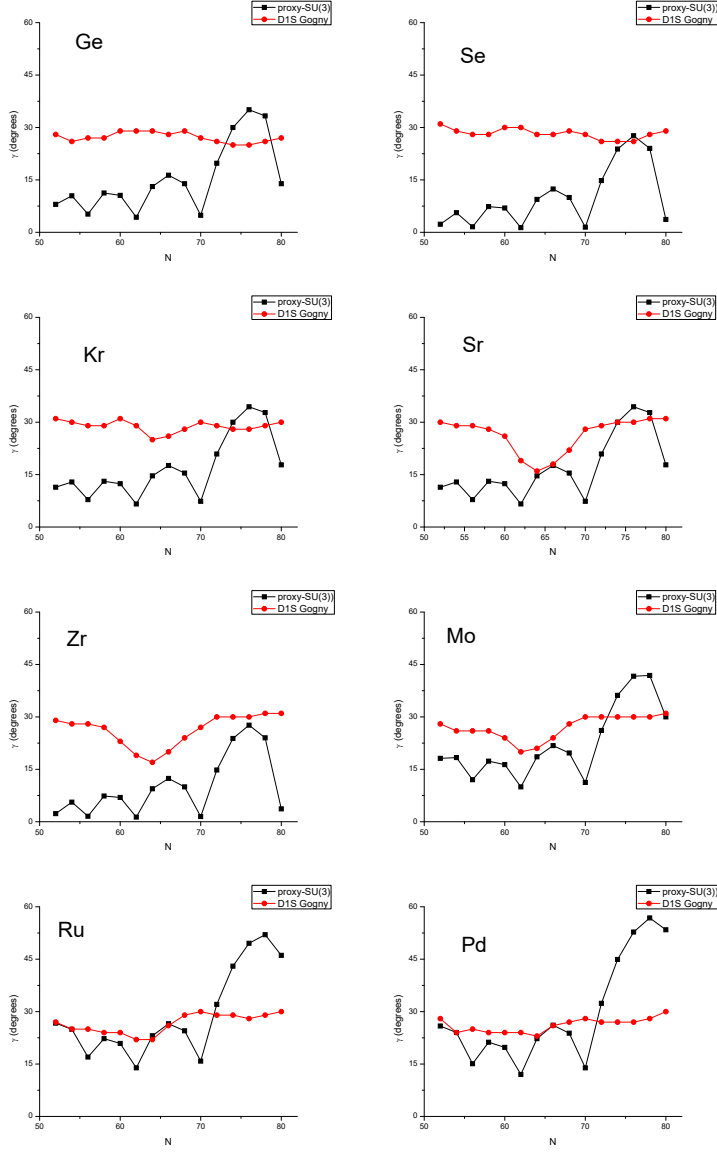 proxy-SU(3)
D1S Gogny
Ge
γ (degrees)
60
45
30
15
0
50 60 70 80
N
proxy-SU(3))
D1S Gogny
Se
γ (degrees)
60
45
30
15
0
50 60 70 80
N
proxy-SU(3)
D1S Gogny
Kr
γ (degrees)
60
45
30
15
0
50 60 70 80
N
proxy-SU(3)
D1S Gogny
Sr
γ (degrees)
60
45
30
15
0
50 55 60 65 70 75 80
N
proxy-SU(3))
D1S Gogny
Zr
γ (degrees)
60
45
30
15
0
50 60 70 80
N
proxy-SU(3)
D1S Gogny
Mo
γ (degrees)
60
45
30
15
0
50 60 70 80
N
proxy-SU(3)
D1S Gogny
Ru
γ (degrees)
60
45
30
15
0
50 60 70 80
N
proxy-SU(3))
D1S Gogny
Pd
γ (degrees)
60
45
30
15
0
50 60 70 80
N